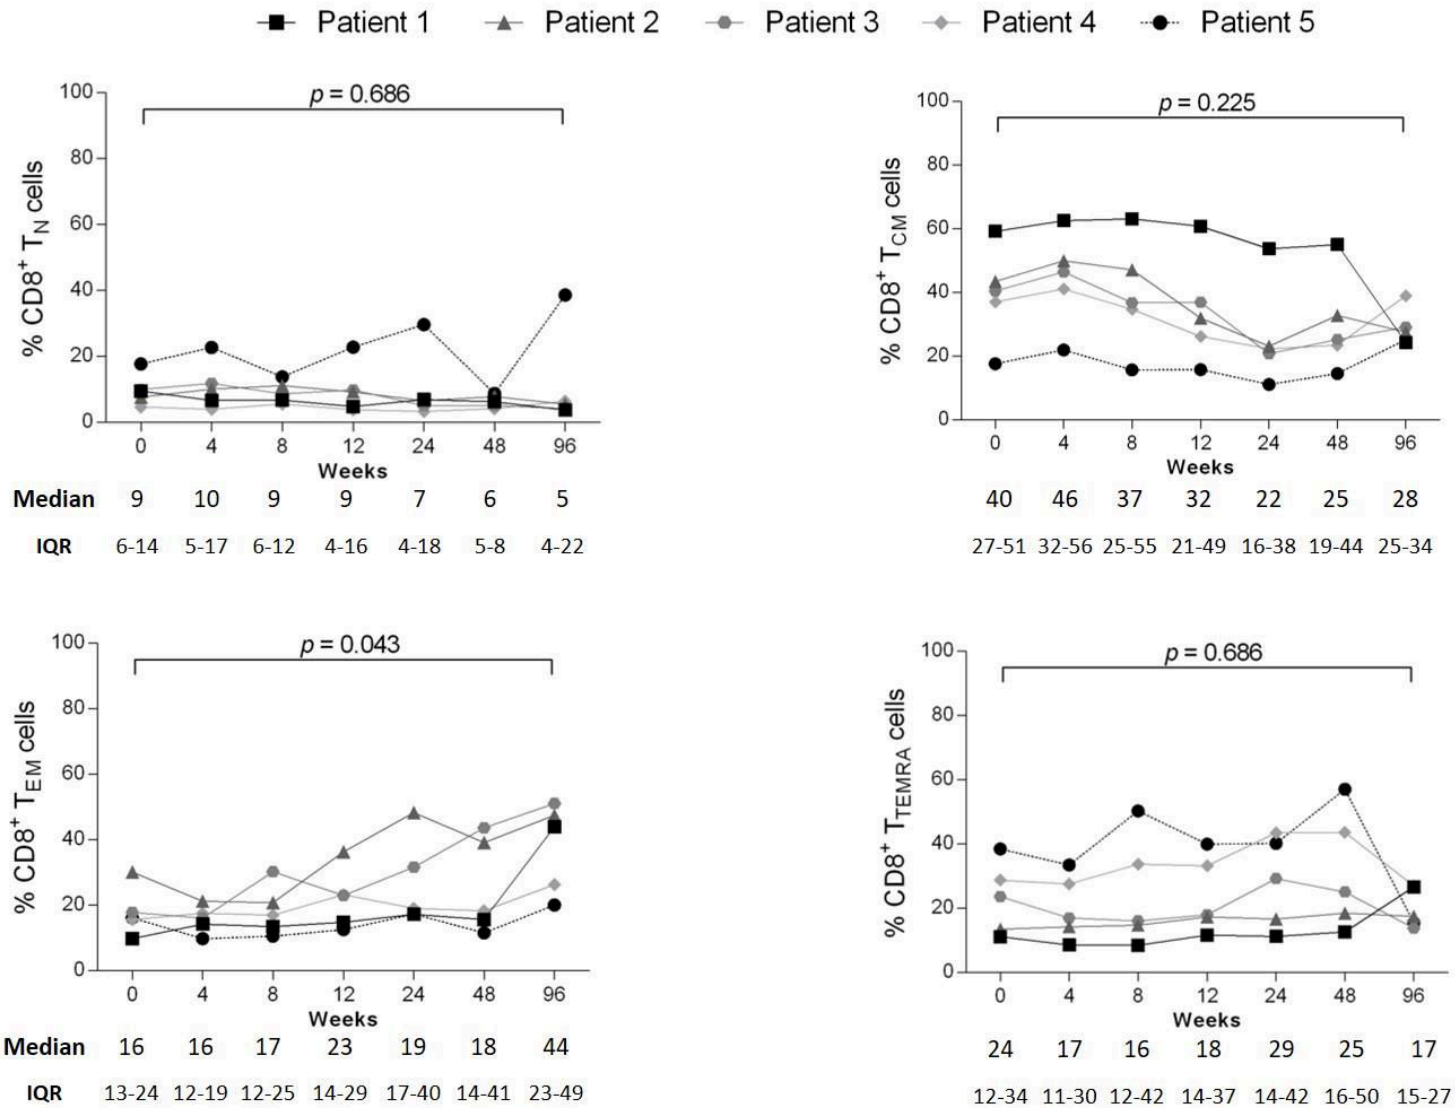 Patient 1 Patient 2 Patient 3 Patient 4 Patient 5
% CD8+ TN cells
p = 0.686
100
80
60
40
20
0
0 4 8 12 24 48 96
Weeks
Median 9 10 9 9 7 6 5
IQR 6-14 5-17 6-12 4-16 4-18 5-8 4-22
% CD8+ TCM cells
p = 0.225
100
80
60
40
20
0
0 4 8 12 24 48 96
Weeks
40 46 37 32 22 25 28
27-51 32-56 25-55 21-49 16-38 19-44 25-34
% CD8+ TEM cells
p = 0.043
100
80
60
40
20
0
0 4 8 12 24 48 96
Weeks
Median 16 16 17 23 19 18 44
IQR 13-24 12-19 12-25 14-29 17-40 14-41 23-49
% CD8+ TTEMRA cells
p = 0.686
100
80
60
40
20
0
0 4 8 12 24 48 96
Weeks
24 17 16 18 29 25 17
12-34 11-30 12-42 14-37 14-42 16-50 15-27